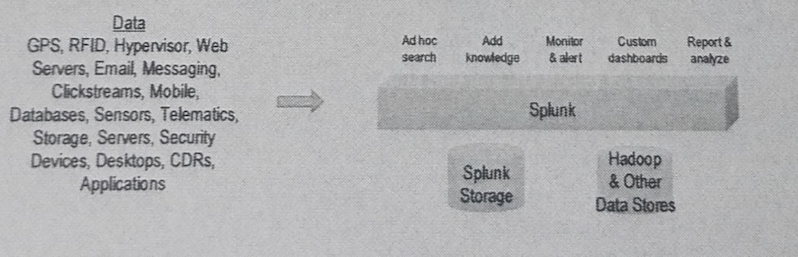 Data
GPS, RFID, Hypervisor, Web
Servers, Email, Messaging,
Clickstreams, Mobile,
Databases, Sensors, Telematics,
Storage, Servers, Security
Devices, Desktops, CDRs,
Applications
Ad hoc
search
Add
knowledge
Monitor
& alert
Custom
dashboards
Report &
analyze
Splunk
Splunk
Storage
Hadoop
& Other
Data Stores